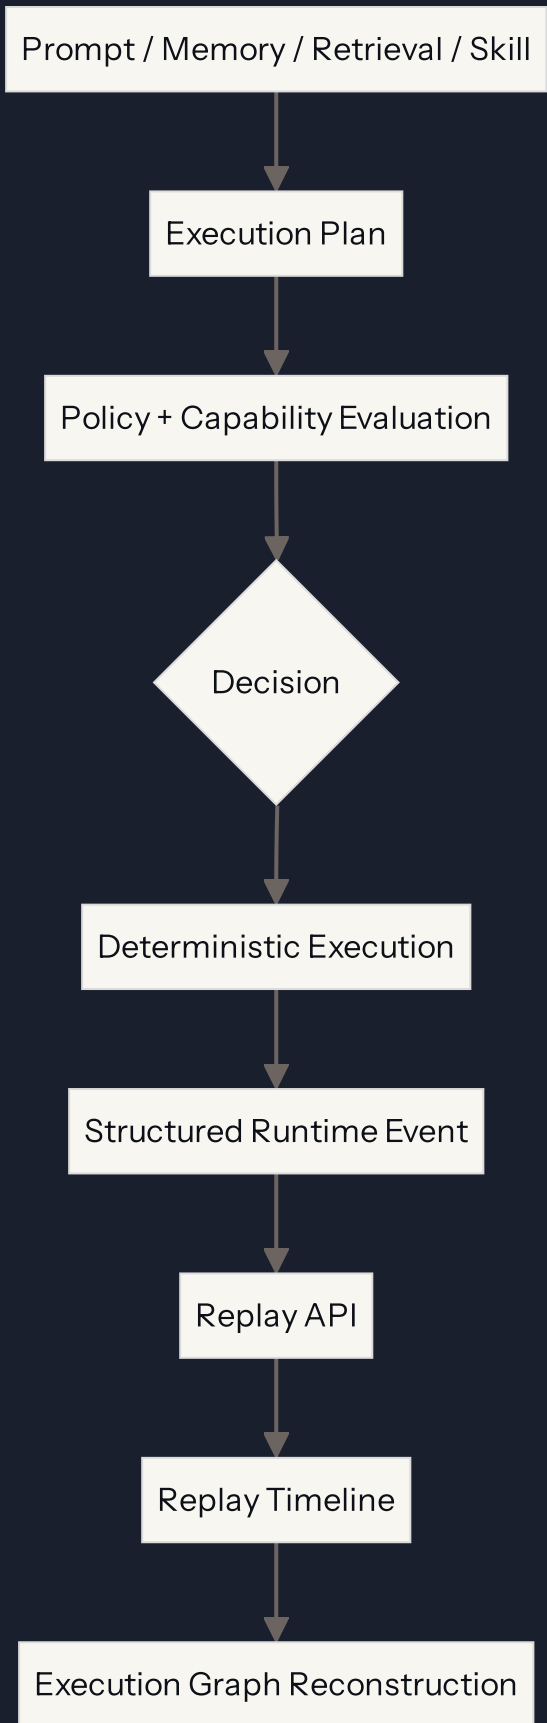 Prompt / Memory / Retrieval / Skill
Execution Plan
Policy + Capability Evaluation
Decision
Deterministic Execution
Structured Runtime Event
Replay API
Replay Timeline
Execution Graph Reconstruction